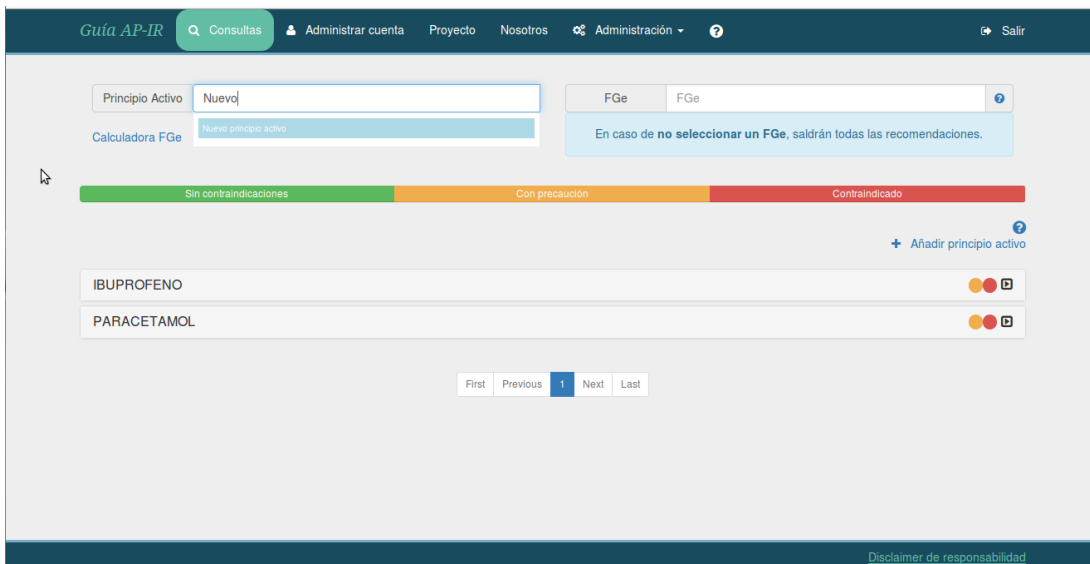 Guía AP-IR Consultas Administrar cuenta Proyecto Nosotros Administración Salir
Principio Activo Nuevo FGe FGe
Nuevo principio activo
Calculadora FGe En caso de no seleccionar un FGe, saldrán todas las recomendaciones.
Sin contraindicaciones Con precaución Contraindicado
Añadir principio activo
IBUPROFENO
PARACETAMOL
First Previous 1 Next Last
Disclaimer de responsabilidad